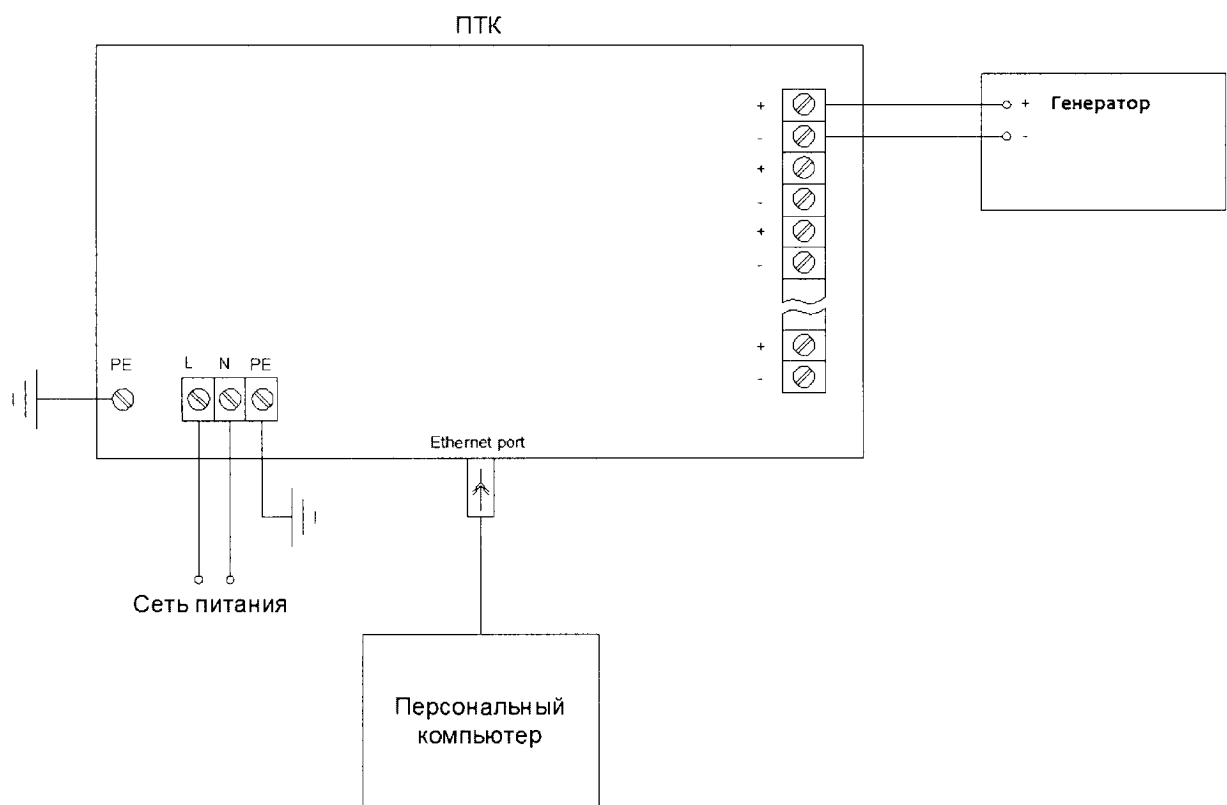 ПТК
+
-
+
-
+
-
+
-
+ Генератор
-
PE
L N PE
Ethernet port
Сеть питания
Персональный
компьютер